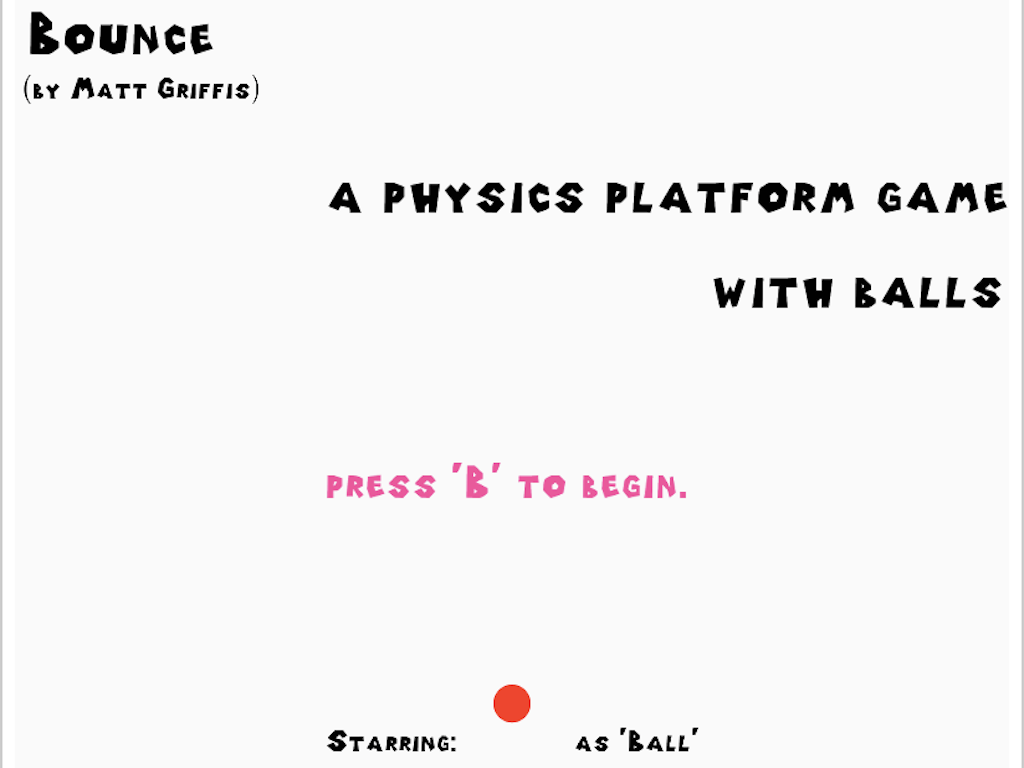 Bounce
(by Matt Griffis)
A PHYSICS PLATFORM GAME
WITH BALLS
PRESS 'B' TO BEGIN.
Starring: as 'Ball'